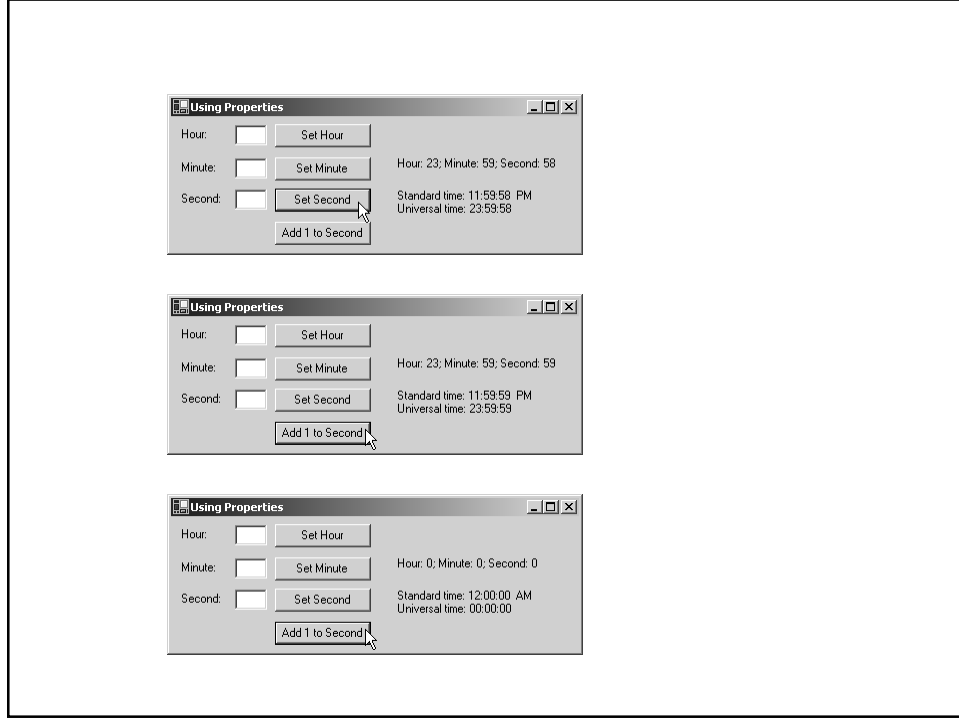 Using Properties
Hour: Set Hour
Minute: Set Minute Hour: 23; Minute: 59; Second: 58
Second: Set Second Standard time: 11:59:58 PM
Universal time: 23:59:58
Add 1 to Second
Using Properties
Hour: Set Hour
Minute: Set Minute Hour: 23; Minute: 59; Second: 59
Second: Set Second Standard time: 11:59:59 PM
Universal time: 23:59:59
Add 1 to Second
Using Properties
Hour: Set Hour
Minute: Set Minute Hour: 0; Minute: 0; Second: 0
Second: Set Second Standard time: 12:00:00 AM
Universal time: 00:00:00
Add 1 to Second